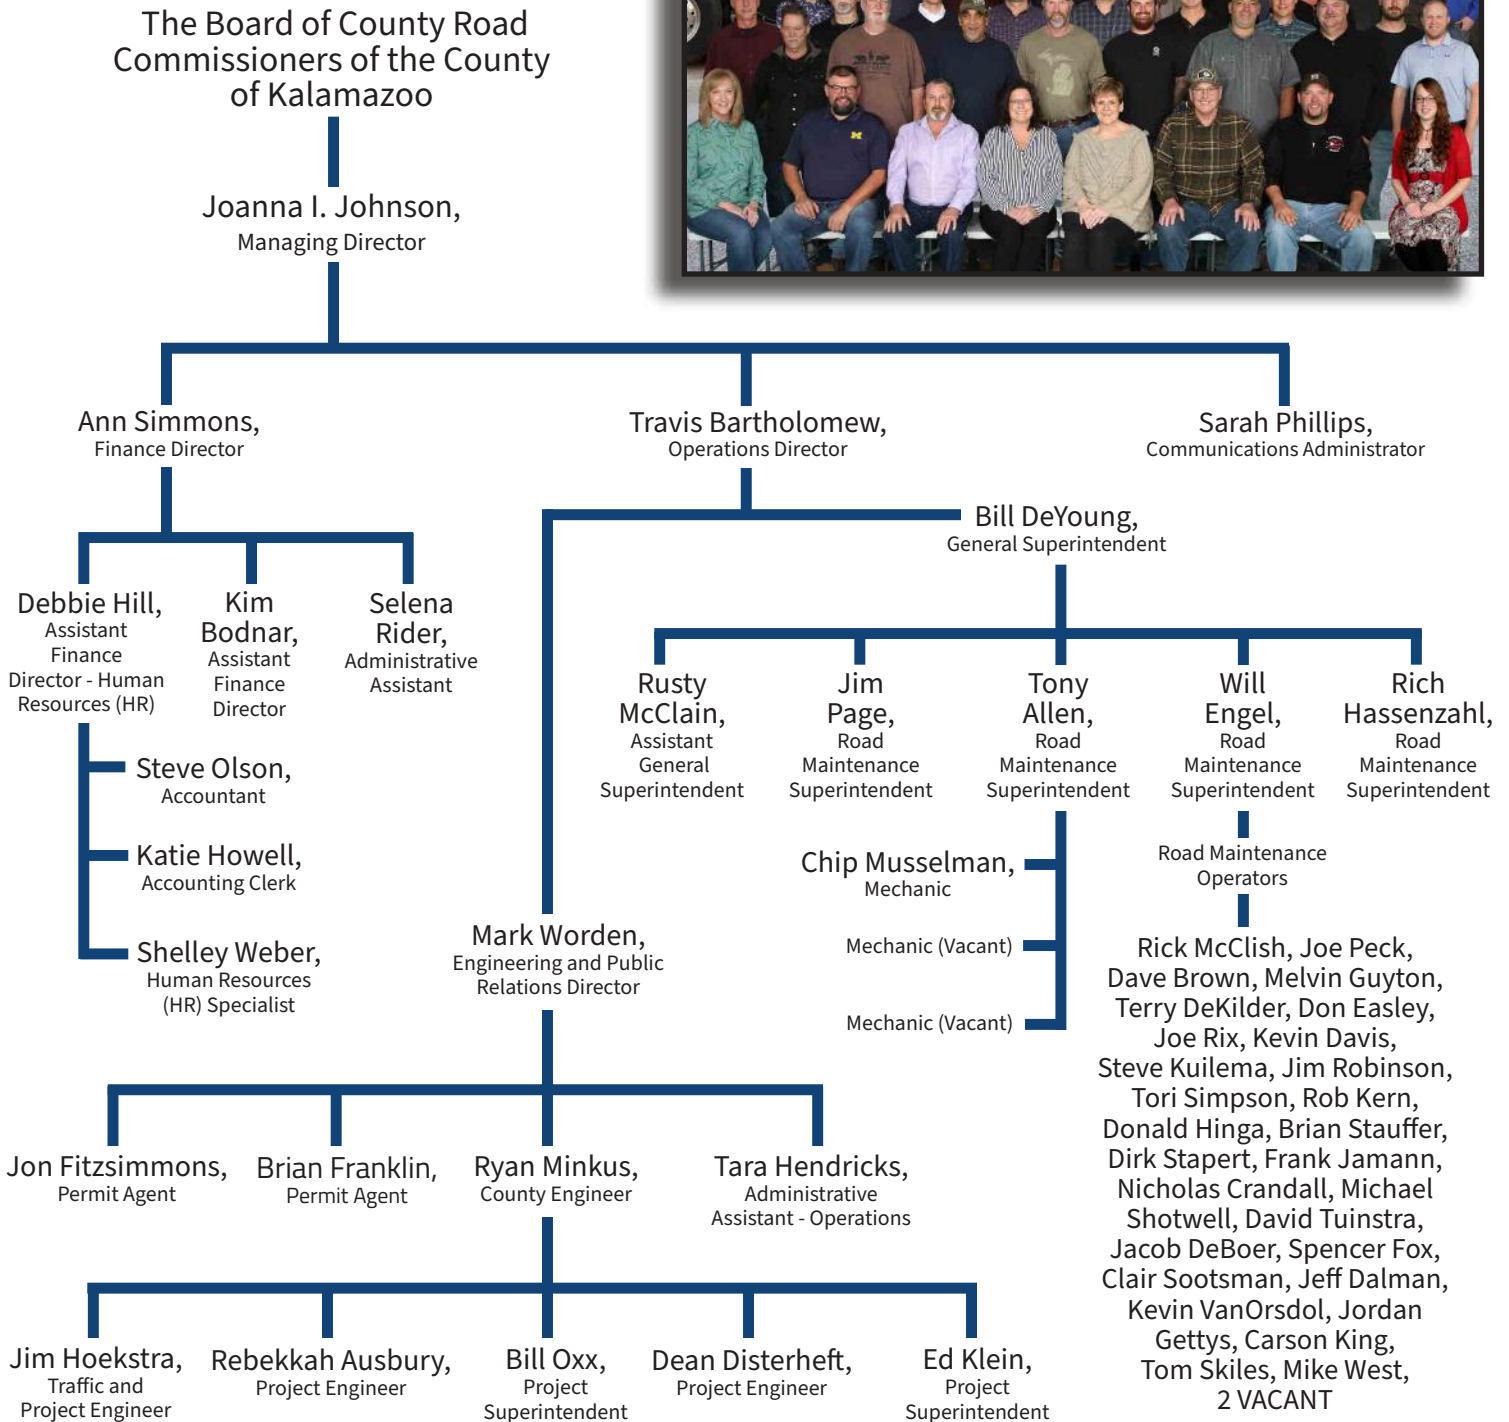 The Board of County Road
Commissioners of the County
of Kalamazoo
Joanna I. Johnson,
Managing Director
Ann Simmons,
Finance Director
Travis Bartholomew,
Operations Director
Sarah Phillips,
Communications Administrator
Bill DeYoung,
General Superintendent
Debbie Hill,
Assistant
Finance
Director - Human
Resources (HR)
Kim
Bodnar,
Assistant
Finance
Director
Selena
Rider,
Administrative
Assistant
Steve Olson,
Accountant
Katie Howell,
Accounting Clerk
Shelley Weber,
Human Resources
(HR) Specialist
Rusty
McClain,
Assistant
General
Superintendent
Jim
Page,
Road
Maintenance
Superintendent
Tony
Allen,
Road
Maintenance
Superintendent
Will
Engel,
Road
Maintenance
Superintendent
Rich
Hassenzahl,
Road
Maintenance
Superintendent
Chip Musselman,
Mechanic
Mechanic (Vacant)
Mechanic (Vacant)
Road Maintenance
Operators
Rick McClish, Joe Peck,
Dave Brown, Melvin Guyton,
Terry DeKilder, Don Easley,
Joe Rix, Kevin Davis,
Steve Kuilema, Jim Robinson,
Tori Simpson, Rob Kern,
Donald Hinga, Brian Stauffer,
Dirk Stapert, Frank Jamann,
Nicholas Crandall, Michael
Shotwell, David Tuinstra,
Jacob DeBoer, Spencer Fox,
Clair Sootsman, Jeff Dalman,
Kevin VanOrsdol, Jordan
Gettys, Carson King,
Tom Skiles, Mike West,
2 VACANT
Mark Worden,
Engineering and Public
Relations Director
Jon Fitzsimmons,
Permit Agent
Brian Franklin,
Permit Agent
Ryan Minkus,
County Engineer
Tara Hendricks,
Administrative
Assistant - Operations
Jim Hoekstra,
Traffic and
Project Engineer
Rebekkah Ausbury,
Project Engineer
Bill Oxx,
Project
Superintendent
Dean Disterheft,
Project Engineer
Ed Klein,
Project
Superintendent